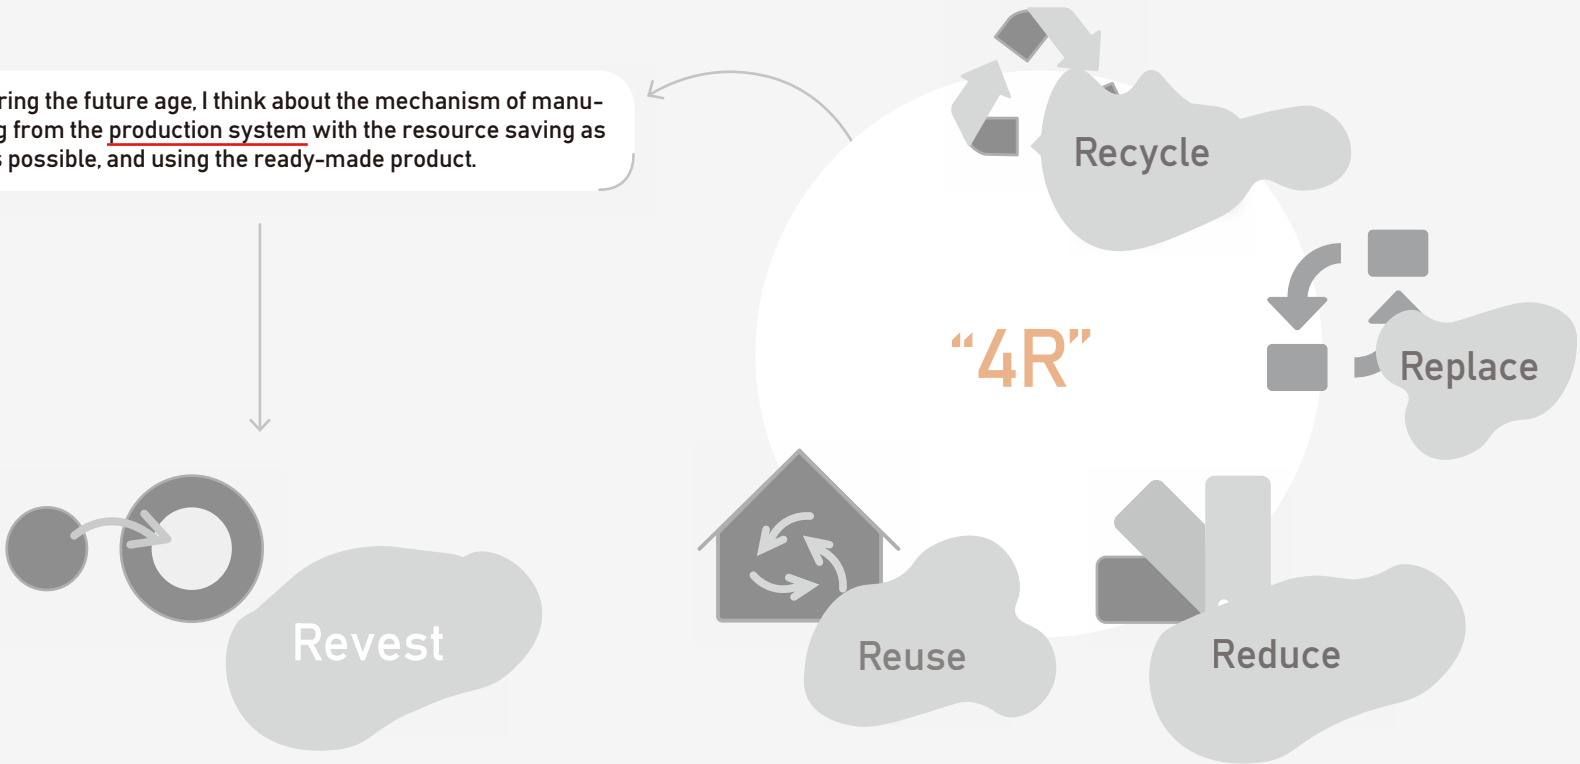 ring the future age, I think about the mechanism of manu-
g from the production system with the resource saving as
s possible, and using the ready-made product.
Recycle
"4R"
Replace
Revest
Reuse
Reduce